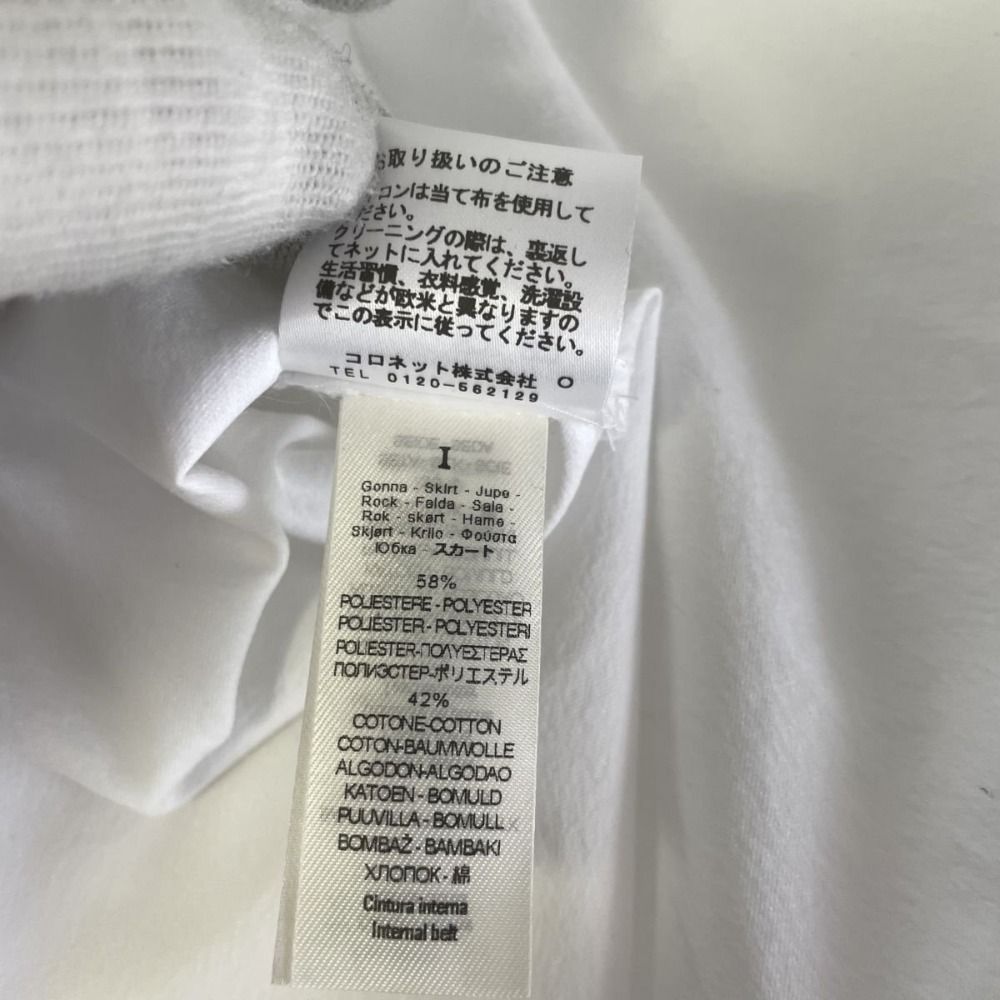 お取り扱いのご注意
コンは当て布を使用して
ださい。
クリーニングの際は、裏返し
てネットに入れてください。
生活習慣、衣料感覚、洗濯設
備などが欧米と異なりますの
でこの表示に従ってください。
コロネット株式会社 O
TEL 0120-562129
I
Gonna - Skirt - Jupe -
Rock - Falda - Saia -
Rok - skørt - Hame -
Skjørt - Krilo - Φούστα
Юбка - スカート
58%
POLIESTERE - POLYESTER
POLIÉSTER - POLYESTERI
POLIESTER-ΠΟΛΥΕΣΤΕΡΑΣ
ПОЛИЭСТЕР-ポリエステル
42%
COTONE-COTTON
COTON-BAUMWOLLE
ALGODON-ALGODAO
KATOEN - BOMULD
PUUVILLA - BOMULL
BOMBAŽ - BAMBAKI
ХЛОПОК - 綿
Cintura interna
Internal belt